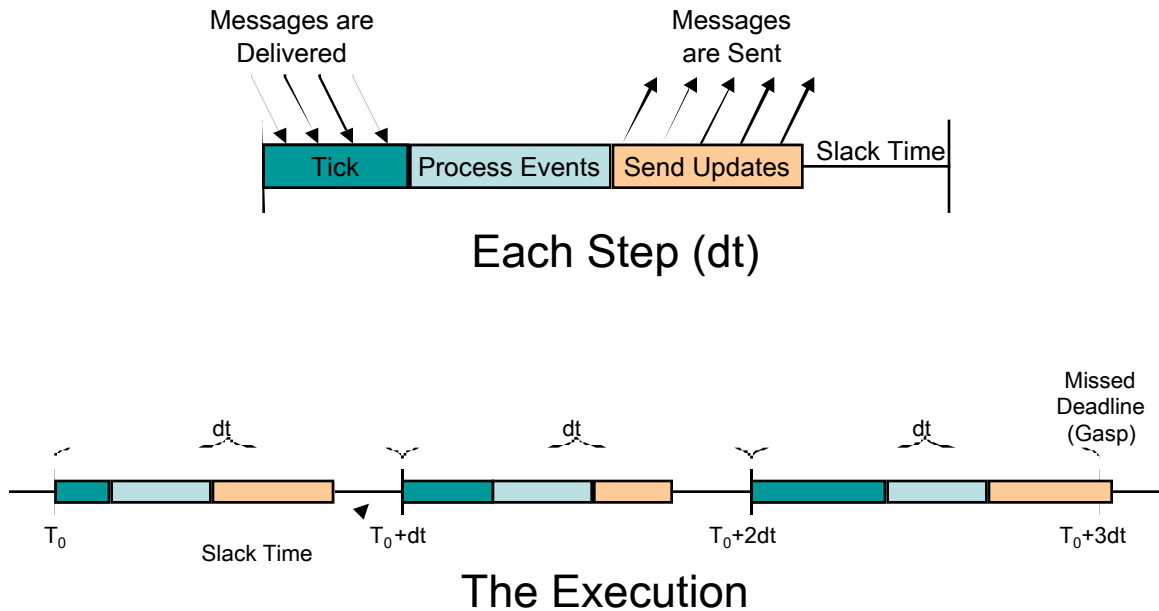 Messages are
Delivered
Messages
are Sent
Tick
Process Events
Send Updates
Slack Time
Each Step (dt)
Missed
Deadline
(Gasp)
dt
dt
dt
T₀
T₀+dt
T₀+2dt
T₀+3dt
Slack Time
The Execution